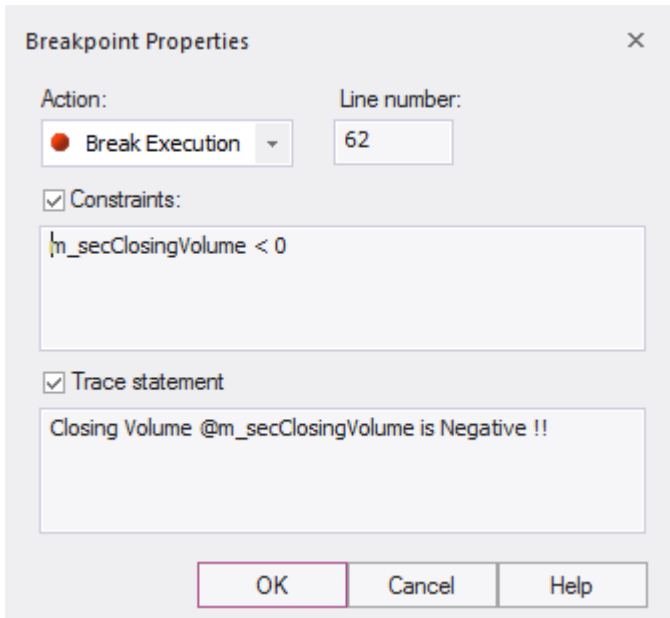 Breakpoint Properties
Action: Line number:
Break Execution 62
Constraints:
m_secClosingVolume < 0
Trace statement
Closing Volume @m_secClosingVolume is Negative !!
OK Cancel Help